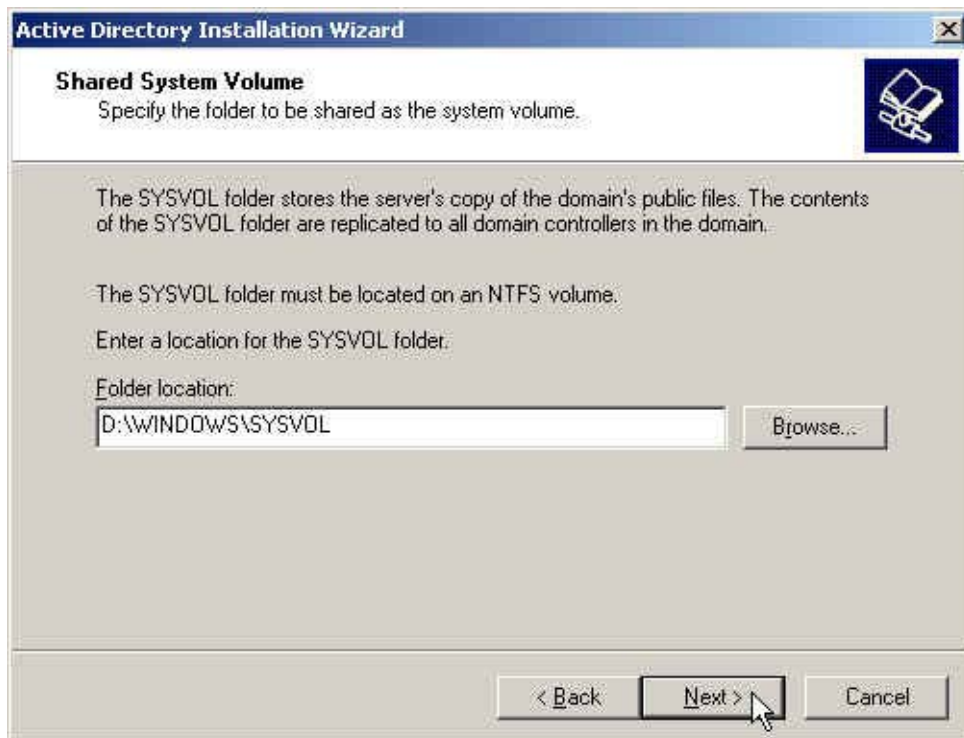 Active Directory Installation Wizard
Shared System Volume
Specify the folder to be shared as the system volume.
The SYSVOL folder stores the server's copy of the domain's public files. The contents
of the SYSVOL folder are replicated to all domain controllers in the domain.
The SYSVOL folder must be located on an NTFS volume.
Enter a location for the SYSVOL folder.
Folder location:
D:\WINDOWS\SYSVOL
Browse...
< Back
Next >
Cancel